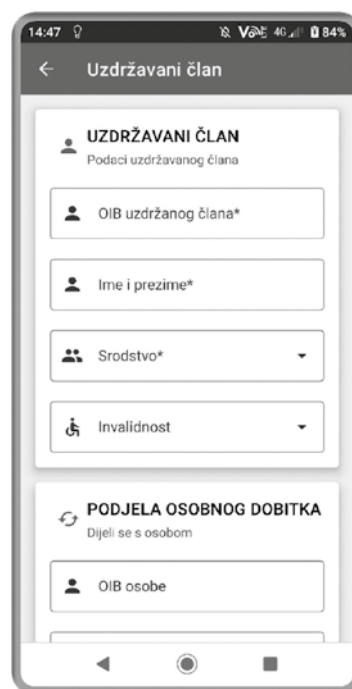 14:47 4G 84%
Uzdržavani član
UZDRŽAVANI ČLAN
Podaci uzdržavanog člana
OIB uzdržanog člana*
Ime i prezime*
Srodstvo*
Invalidnost
PODJELA OSOBNOG DOBITKA
Dijeli se s osobom
OIB osobe